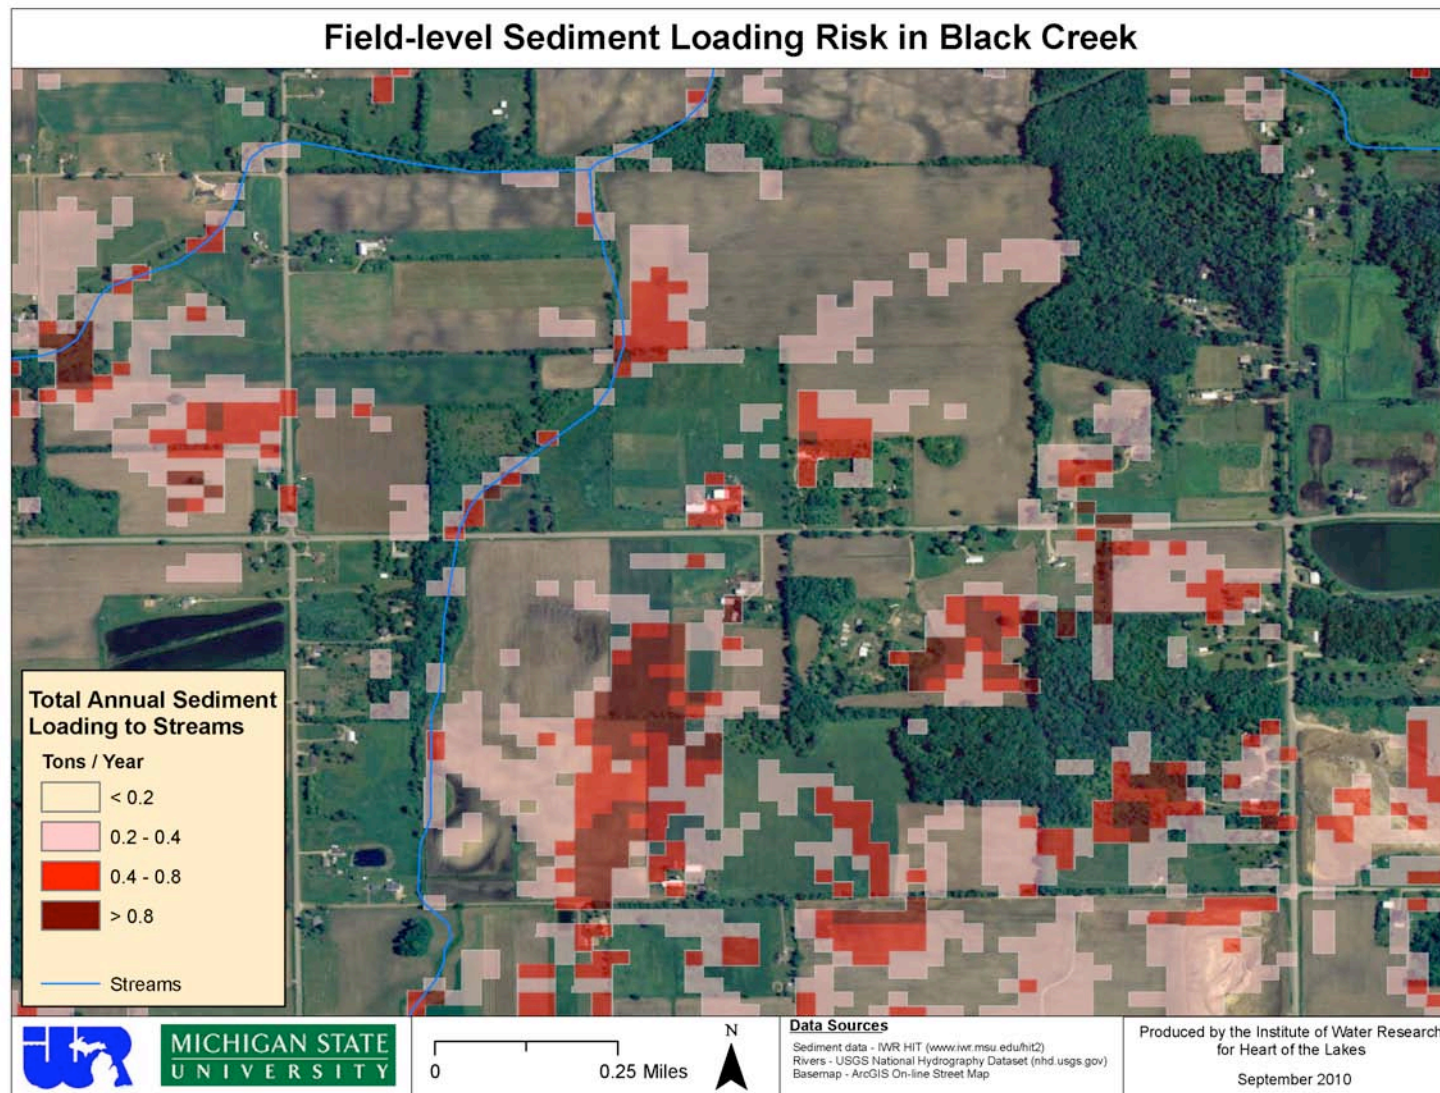 Field-level Sediment Loading Risk in Black Creek
Total Annual Sediment
Loading to Streams
Tons / Year
< 0.2
0.2 - 0.4
0.4 - 0.8
> 0.8
Streams
IWR
MICHIGAN STATE
UNIVERSITY
0
0.25 Miles
N
Data Sources
Sediment data - IWR HIT (www.iwr.msu.edu/hit2)
Rivers - USGS National Hydrography Dataset (nhd.usgs.gov)
Basemap - ArcGIS On-line Street Map
Produced by the Institute of Water Research
for Heart of the Lakes
September 2010